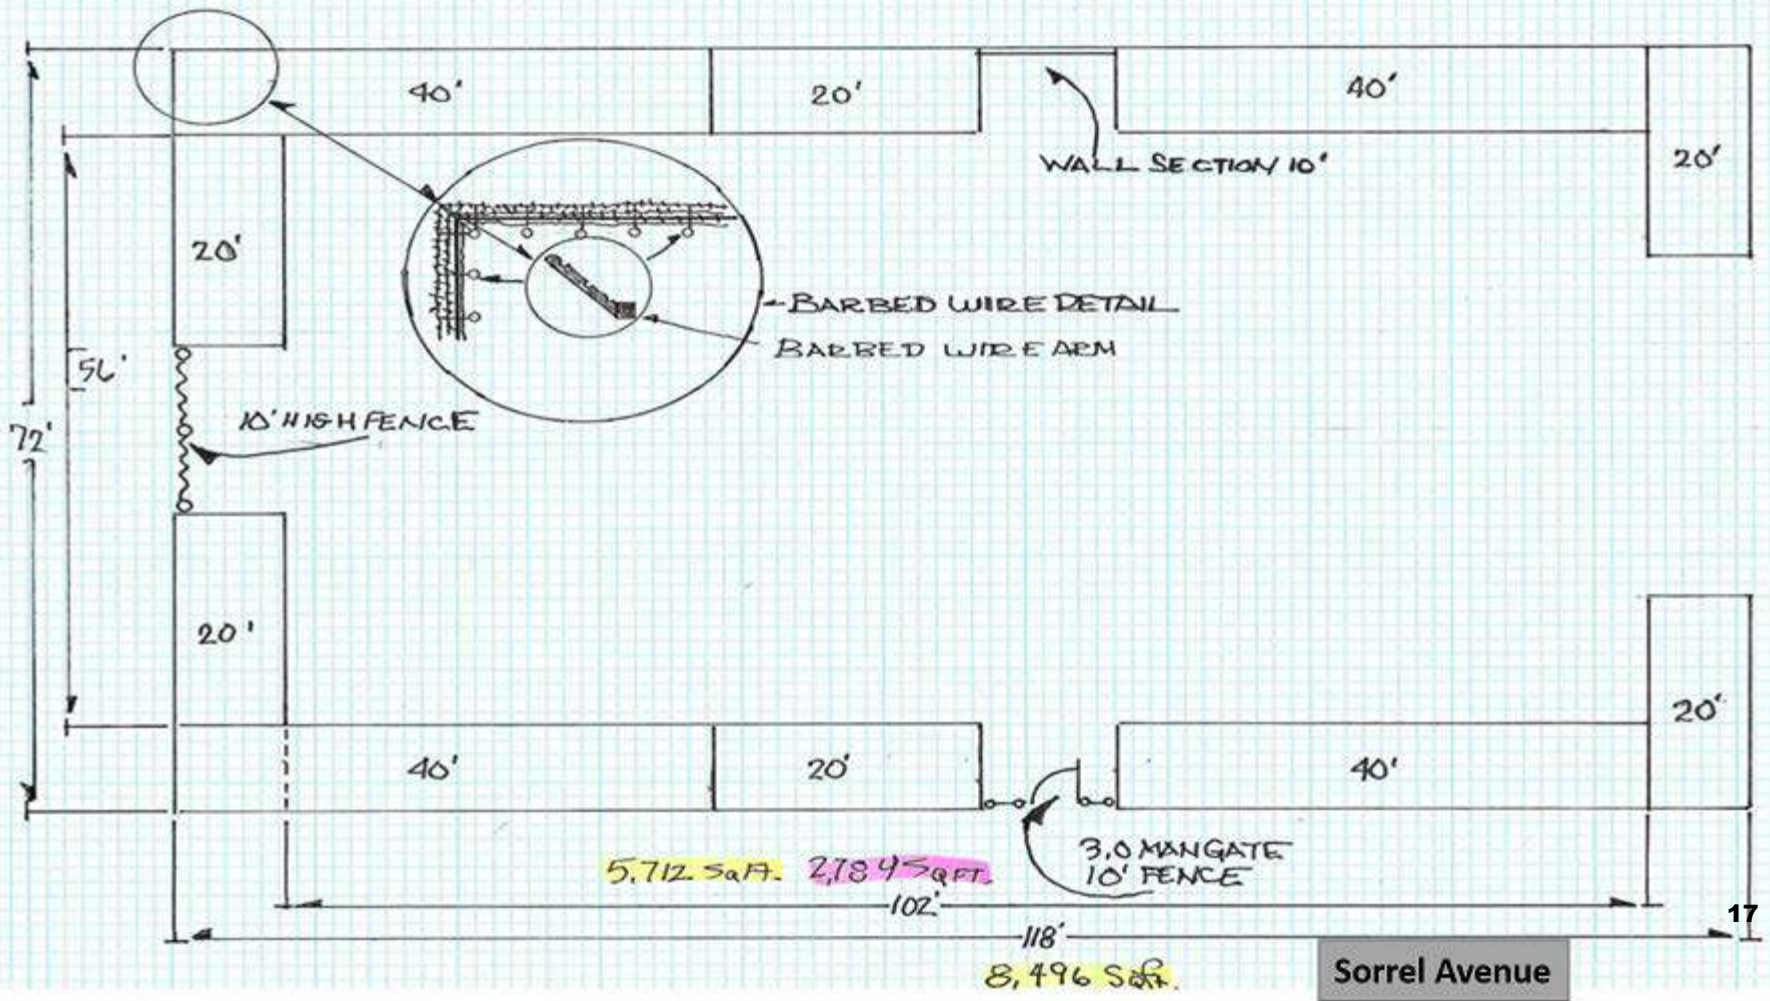 40'
20'
40'
WALL SECTION 10'
20'
20'
BARBED WIRE DETAIL
BARBED WIRE ARM
56'
10' HIGH FENCE
72'
20'
20'
40'
20'
40'
3.0 MANGATE
10' FENCE
5,712 SqFt. 2,784 SQFT.
102'
17
118'
8,496 SqFt.
Sorrel Avenue